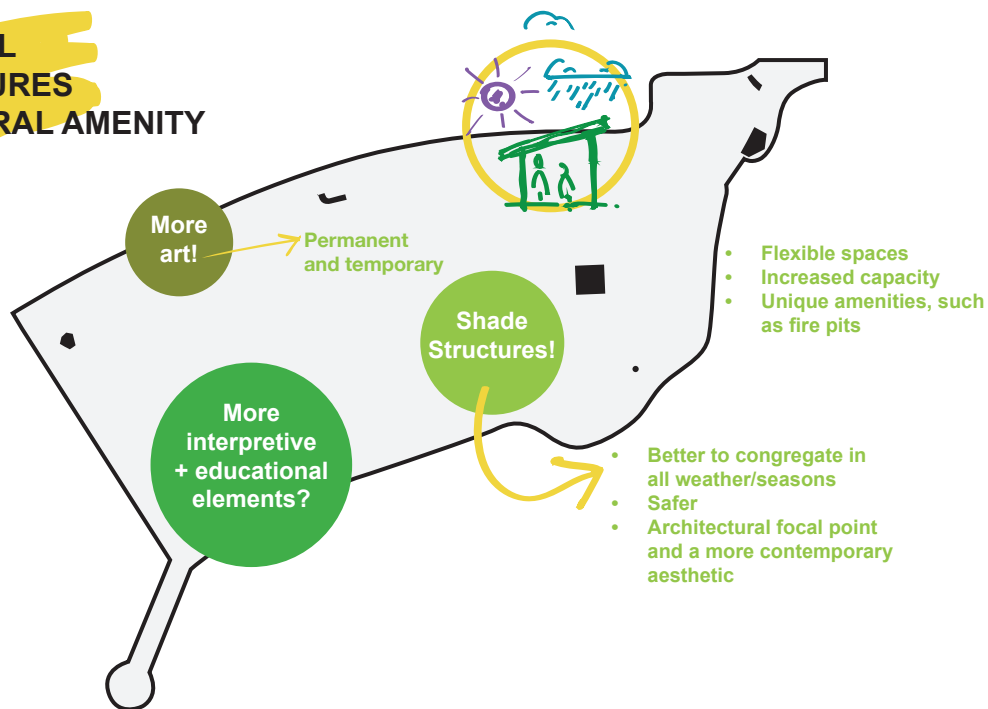 L
URES
RAL AMENITY
More
art!
Permanent
and temporary
Shade
Structures!
• Flexible spaces
• Increased capacity
• Unique amenities, such
as fire pits
More
interpretive
+ educational
elements?
• Better to congregate in
all weather/seasons
• Safer
• Architectural focal point
and a more contemporary
aesthetic